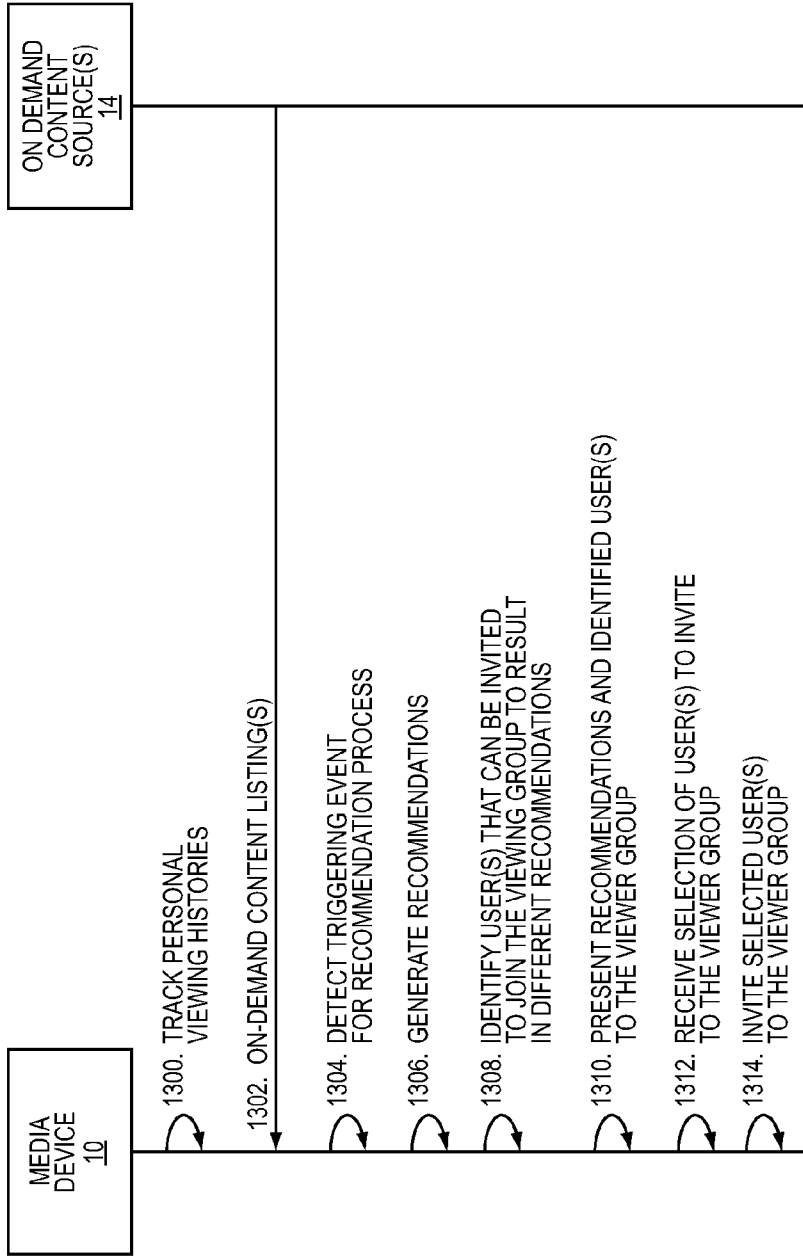 MEDIA
DEVICE
10
ON DEMAND
CONTENT
SOURCE(S)
14
1300. TRACK PERSONAL
VIEWING HISTORIES
1302. ON-DEMAND CONTENT LISTING(S)
1304. DETECT TRIGGERING EVENT
FOR RECOMMENDATION PROCESS
1306. GENERATE RECOMMENDATIONS
1308. IDENTIFY USER(S) THAT CAN BE INVITED
TO JOIN THE VIEWING GROUP TO RESULT
IN DIFFERENT RECOMMENDATIONS
1310. PRESENT RECOMMENDATIONS AND IDENTIFIED USER(S)
TO THE VIEWER GROUP
1312. RECEIVE SELECTION OF USER(S) TO INVITE
TO THE VIEWER GROUP
1314. INVITE SELECTED USER(S)
TO THE VIEWER GROUP